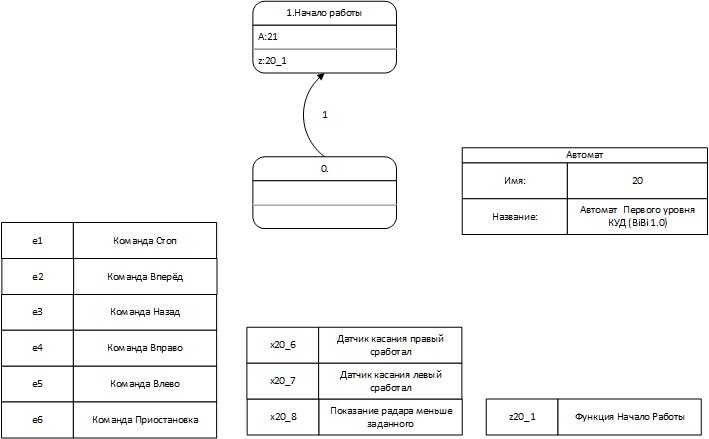 1.Начало работы
A:21
z:20_1
1
0.
Автомат
Имя:
20
Название:
Автомат Первого уровня
КУД (BiBi 1.0)
e1
Команда Стоп
e2
Команда Вперёд
e3
Команда Назад
e4
Команда Вправо
e5
Команда Влево
e6
Команда Приостановка
x20_6
Датчик касания правый
сработал
x20_7
Датчик касания левый
сработал
x20_8
Показание радара меньше
заданного
z20_1
Функция Начало Работы